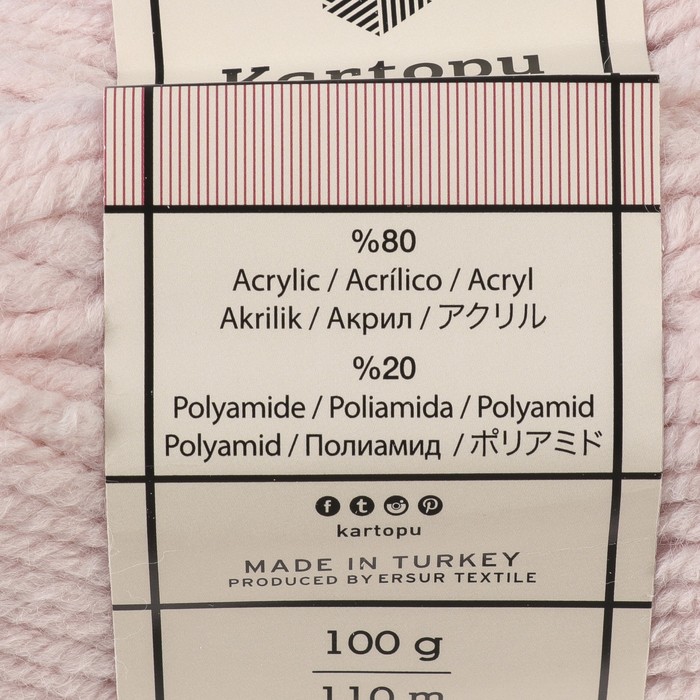 Kartopu
%80
Acrylic / Acrílico / Acryl
Akrilik / Акрил / アクリル
%20
Polyamide / Poliamida / Polyamid
Polyamid / Полиамид / ポリアミド
kartopu
MADE IN TURKEY
PRODUCED BY ERSUR TEXTILE
100 g
110 m